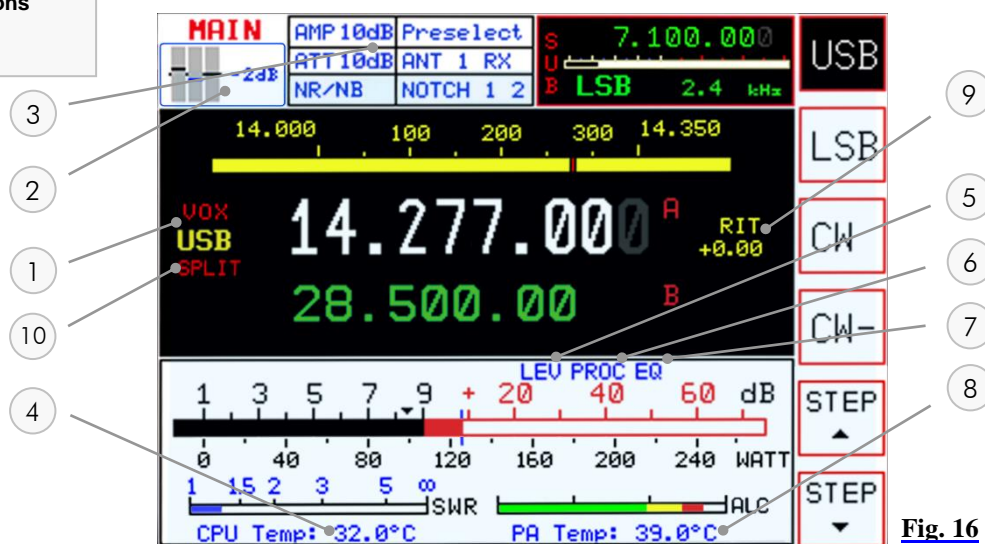 ons
MAIN
-2dB
AMP 10dB Preselect
ATT 10dB ANT 1 RX
NR/NB NOTCH 1 2
SUB
7.100.000
LSB 2.4 kHz
USB
LSB
CW
CW-
STEP
STEP
14.000 100 200 300 14.350
VOX
USB
SPLIT
14.277.000 A
RIT
+0.00
28.500.00 B
LEV PROC EQ
1 3 5 7 9 + 20 40 60 dB
0 40 80 120 160 200 240 WATT
1 1.5 2 3 5 ∞ SWR ALC
CPU Temp: 32.0°C PA Temp: 39.0°C
3
2
1
10
4
9
5
6
7
8
Fig. 16